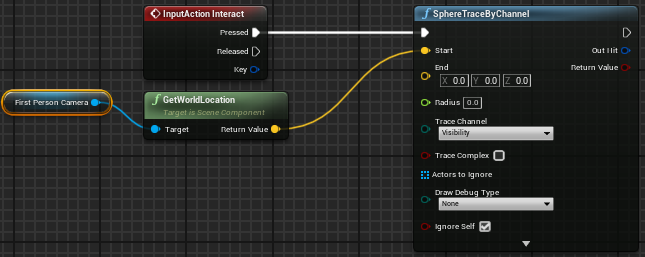 InputAction Interact
Pressed
Released
Key
First Person Camera
GetWorldLocation
Target is Scene Component
Target
Return Value
SphereTraceByChannel
Start
Out Hit
End
Return Value
X 0.0 Y 0.0 Z 0.0
Radius 0.0
Trace Channel
Visibility
Trace Complex
Actors to Ignore
Draw Debug Type
None
Ignore Self